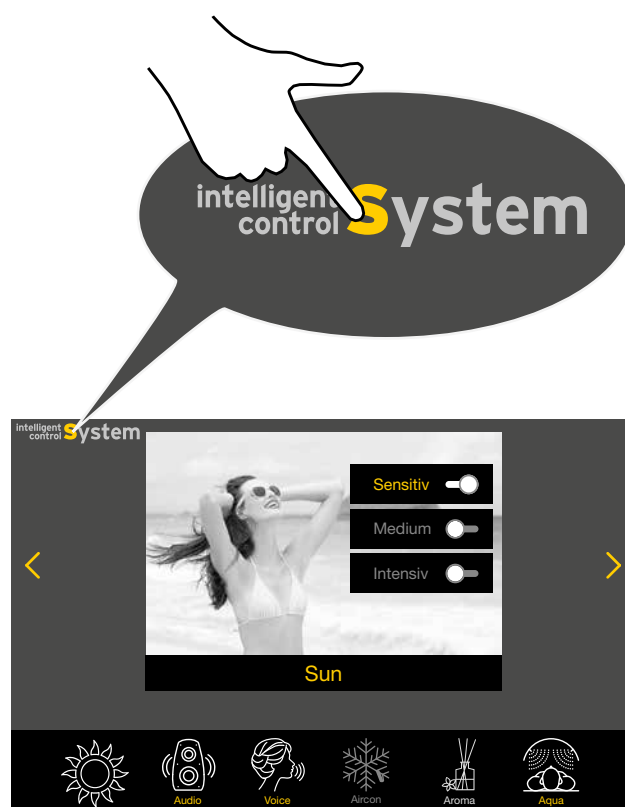 intelligent
control System
intelligent
control System
Sensitiv
Medium
Intensiv
Sun
Audio
Voice
Aircon
Aroma
Aqua